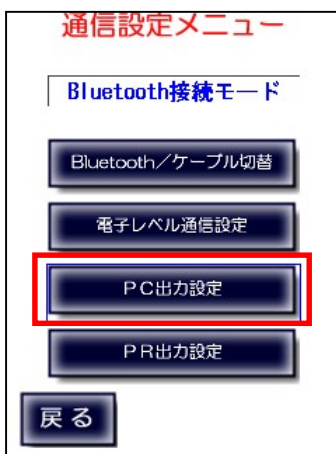 通信設定メニュー
Bluetooth接続モード
Bluetooth／ケーブル切替
電子レベル通信設定
ＰＣ出力設定
ＰＲ出力設定
戻る